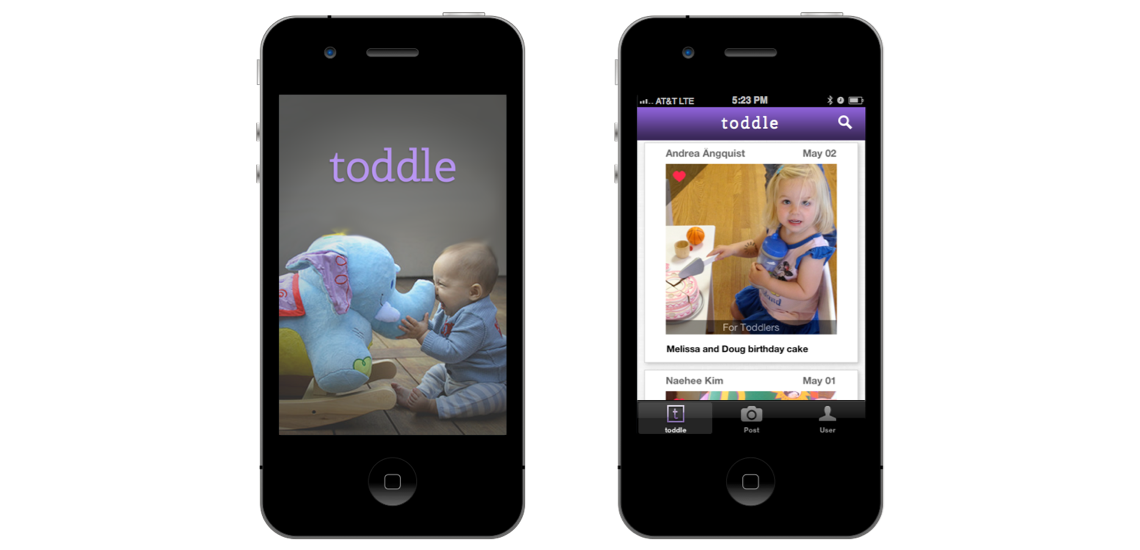 toddle
AT&T LTE 5:23 PM
toddle
Andrea Ängquist May 02
For Toddlers
Melissa and Doug birthday cake
Naehee Kim May 01
t
toddle Post User